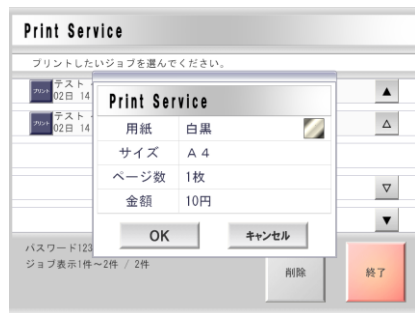 Print Service
プリントしたいジョブを選んでください。
プリント テスト
02日 14
プリント テスト
02日 14
Print Service
用紙 白黒
サイズ A4
ページ数 1枚
金額 10円
OK キャンセル
パスワード123
ジョブ表示1件～2件 / 2件
削除 終了